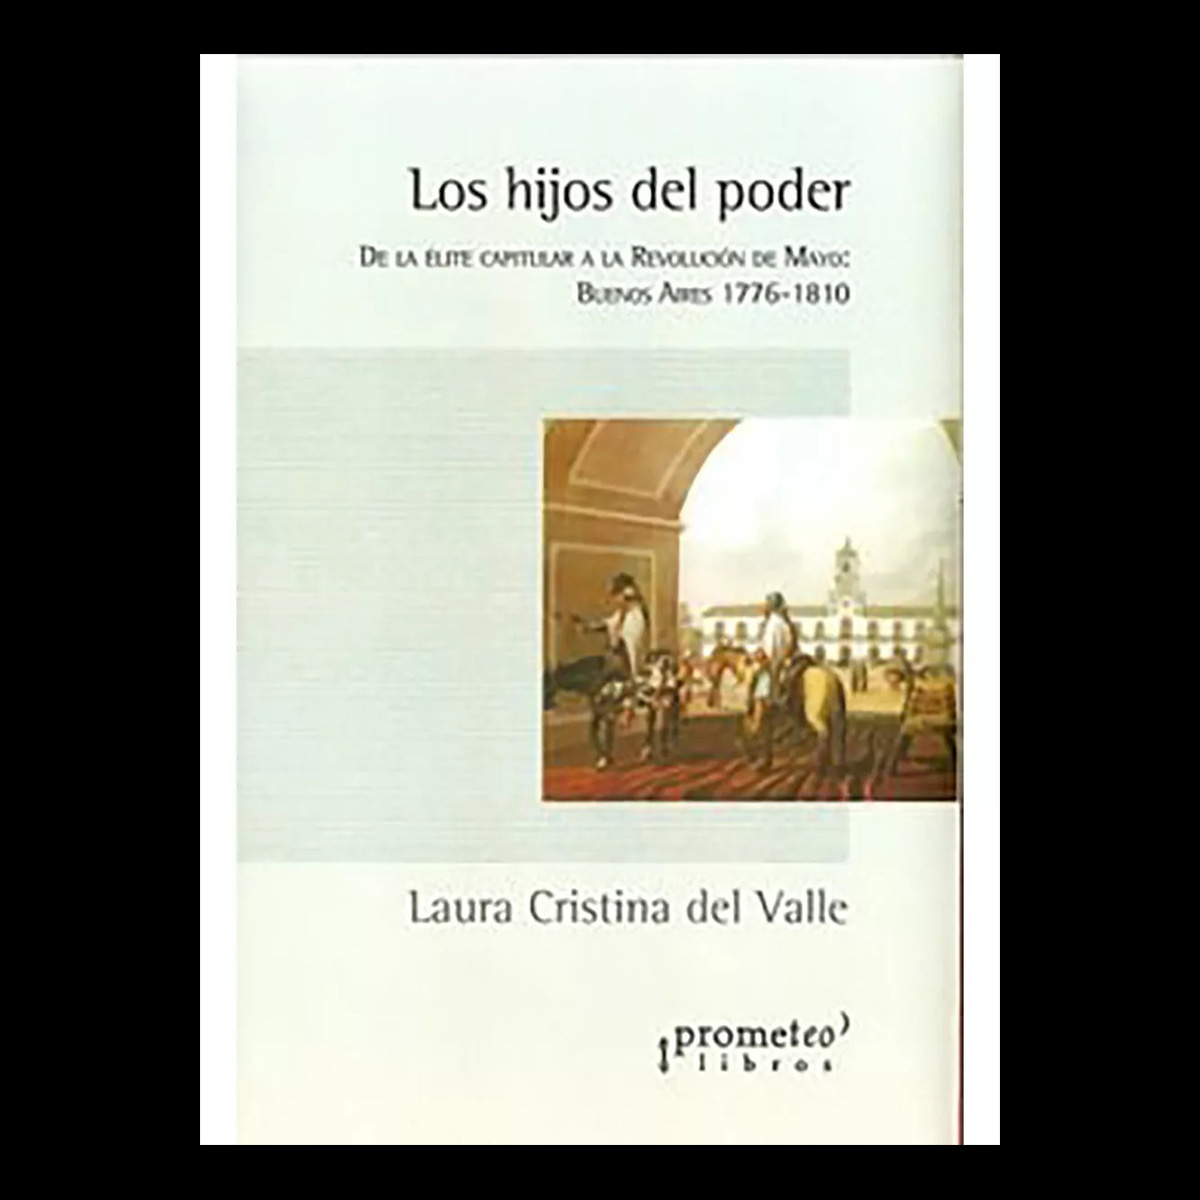 Los hijos del poder
De la élite capitular a la Revolución de Mayo:
Buenos Aires 1776-1810
Laura Cristina del Valle
prometeo)
libros